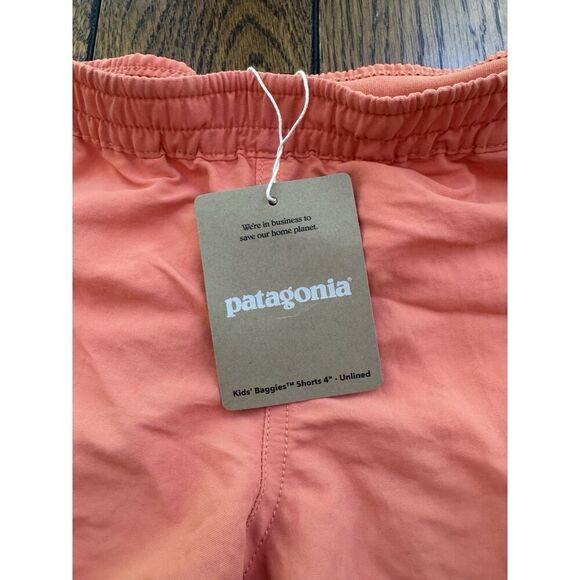 We're in business to
save our home planet.
patagonia®
Kids' Baggies™ Shorts 4" - Unlined